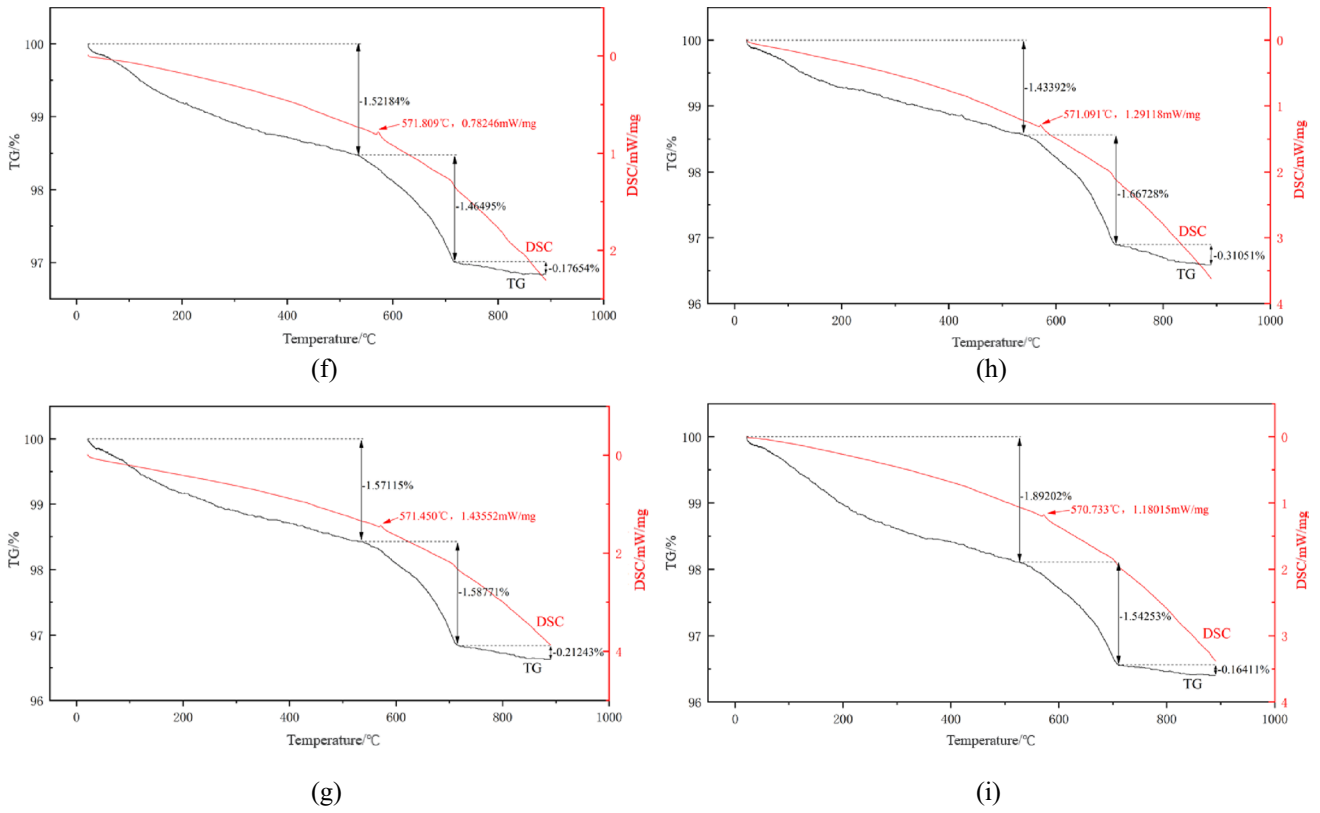 100
99
98
97
TG/%
0
200
400
600
800
1000
Temperature/℃
0
1
2
DSC/mW/mg
-1.52184%
571.809℃, 0.78246mW/mg
-1.46495%
DSC
-0.17654%
TG
(f)
100
99
98
97
96
TG/%
0
200
400
600
800
1000
Temperature/℃
0
1
2
3
4
DSC/mW/mg
-1.43392%
571.091℃, 1.29118mW/mg
-1.66728%
DSC
-0.31051%
TG
(h)
100
99
98
97
96
TG/%
0
200
400
600
800
1000
Temperature/℃
0
2
4
DSC/mW/mg
-1.57115%
571.450℃, 1.43552mW/mg
-1.58771%
DSC
-0.21243%
TG
(g)
100
99
98
97
96
TG/%
0
200
400
600
800
1000
Temperature/℃
0
1
2
3
4
DSC/mW/mg
-1.89202%
570.733℃, 1.18015mW/mg
-1.54253%
DSC
-0.16411%
TG
(i)